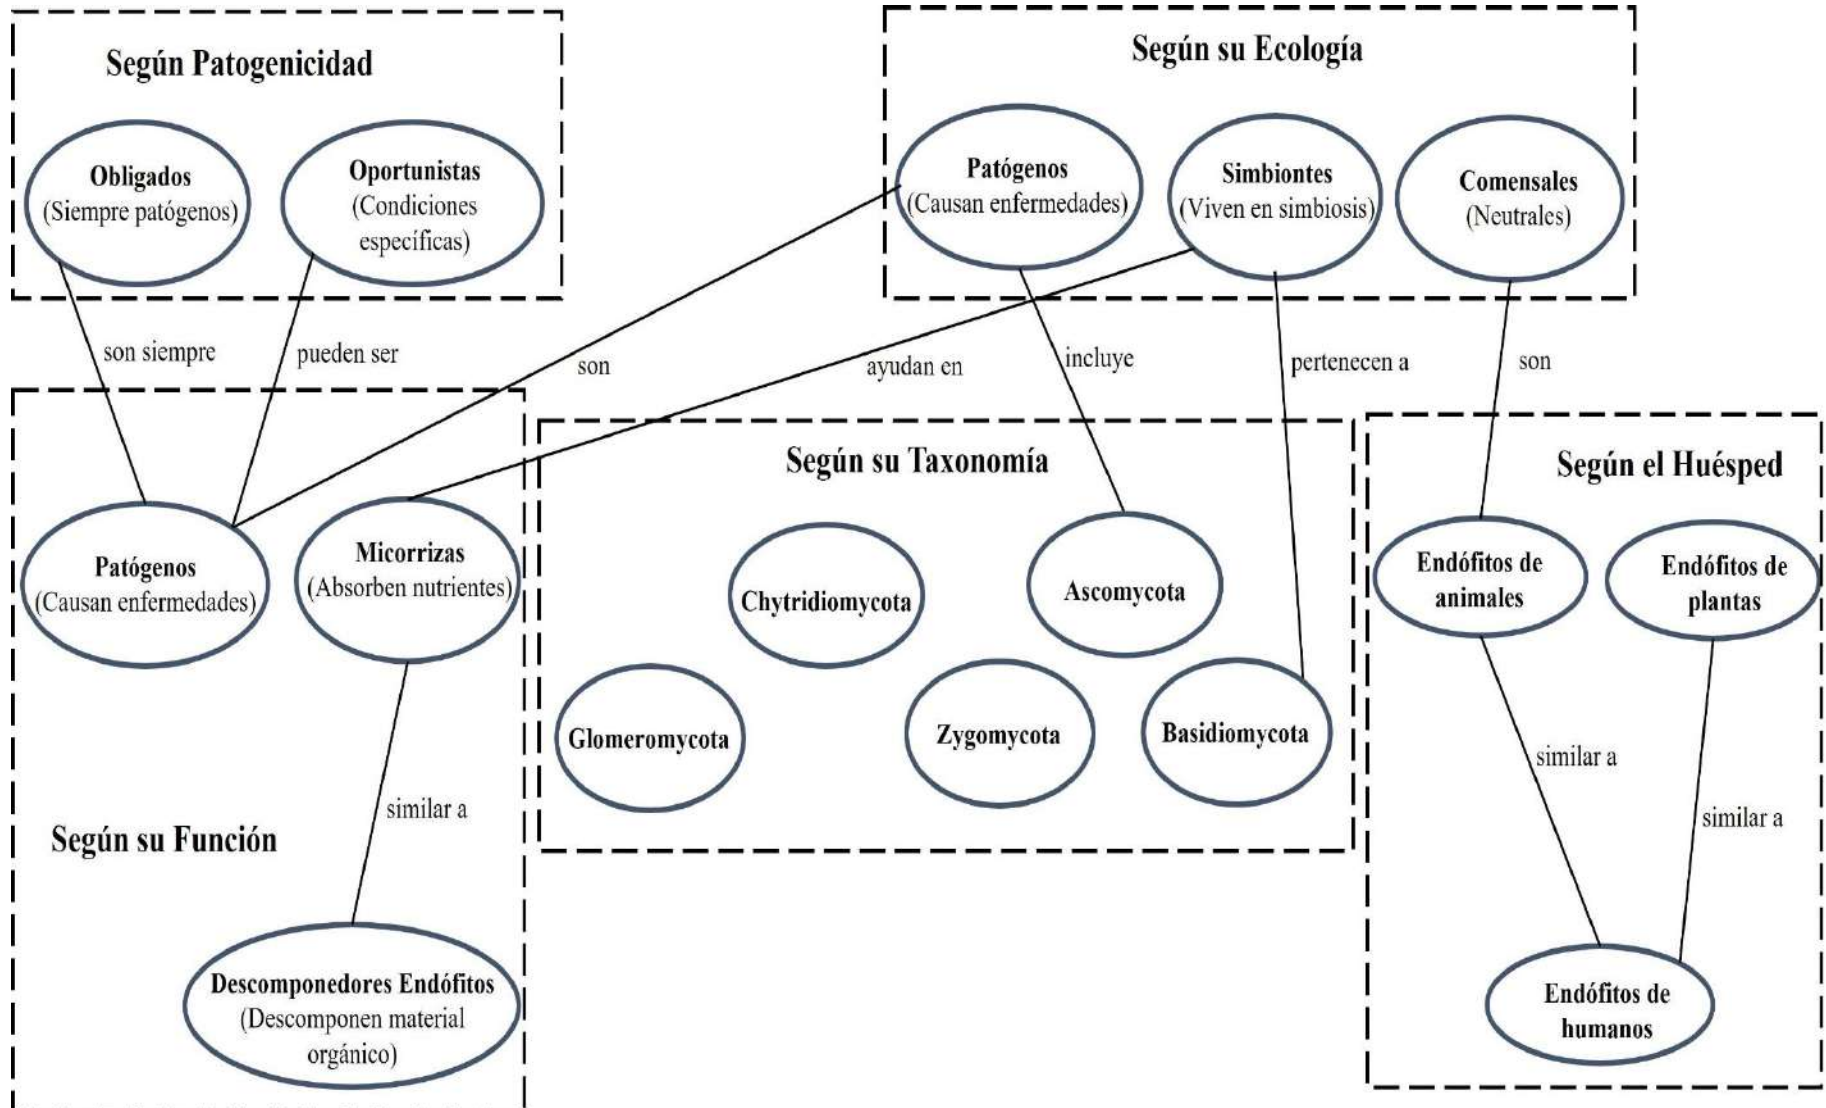 Según Patogenicidad
Obligados
(Siempre patógenos)
Oportunistas
(Condiciones
específicas)
Según su Ecología
Patógenos
(Causan enfermedades)
Simbiontes
(Viven en simbiosis)
Comensales
(Neutrales)
son siempre
pueden ser
son
ayudan en
incluye
pertenecen a
son
Patógenos
(Causan enfermedades)
Micorrizas
(Absorben nutrientes)
similar a
Según su Función
Descomponedores Endófitos
(Descomponen material
orgánico)
Según su Taxonomía
Chytridiomycota
Ascomycota
Glomeromycota
Zygomycota
Basidiomycota
Según el Huésped
Endófitos de
animales
Endófitos de
plantas
similar a
similar a
Endófitos de
humanos